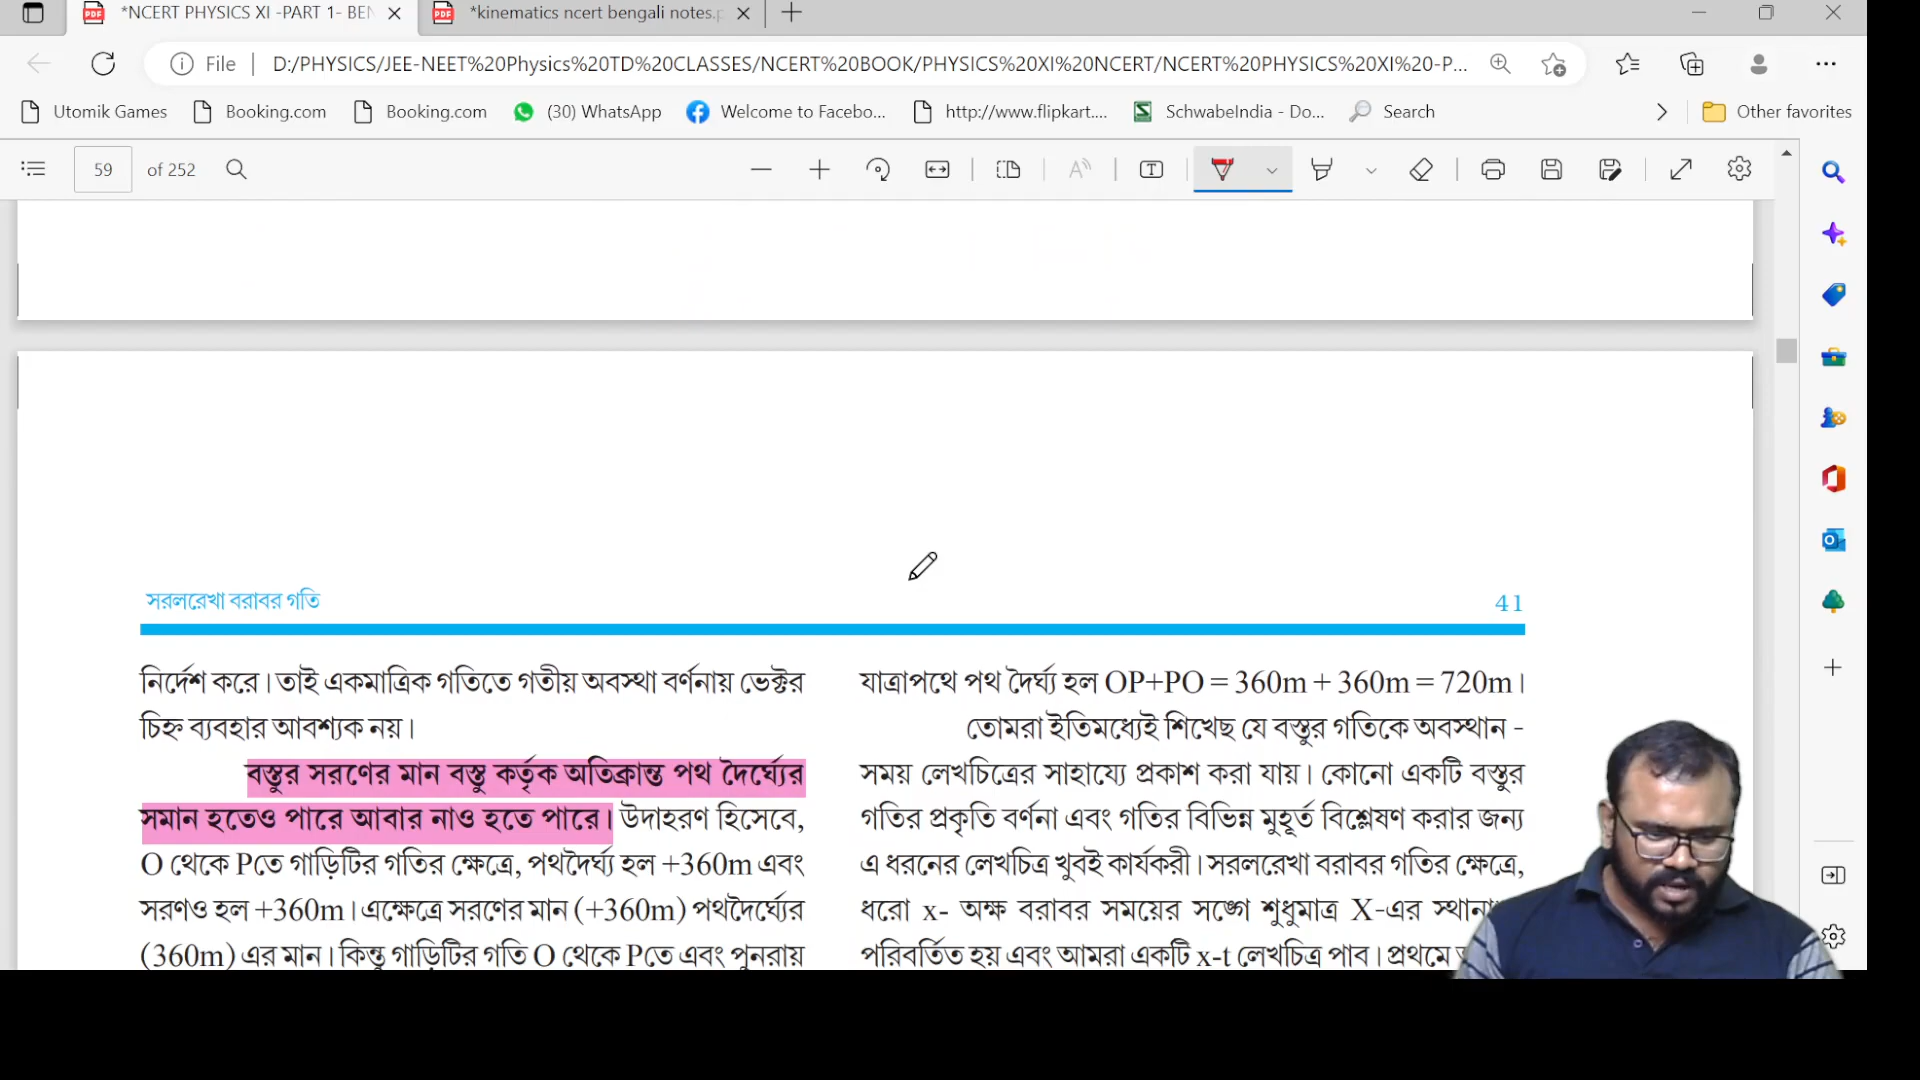 *NCERT PHYSICS XI -PART 1- BEN
*kinematics ncert bengali notes.p
File
D:/PHYSICS/JEE-NEET%20Physics%20TD%20CLASSES/NCERT%20BOOK/PHYSICS%20XI%20NCERT/NCERT%20PHYSICS%20XI%20-P...
Utomik Games
Booking.com
Booking.com
(30) WhatsApp
Welcome to Facebo...
http://www.flipkart....
SchwabeIndia - Do...
Search
Other favorites
59 of 252
সরলরেখা বরাবর গতি
41
নির্দেশ করে। তাই একমাত্রিক গতিতে গতীয় অবস্থা বর্ণনায় ভেক্টর
চিহ্ন ব্যবহার আবশ্যক নয়।
বস্তুর সরণের মান বস্তু কর্তৃক অতিক্রান্ত পথ দৈর্ঘ্যের
সমান হতেও পারে আবার নাও হতে পারে। উদাহরণ হিসেবে,
O থেকে Pতে গাড়িটির গতির ক্ষেত্রে, পথদৈর্ঘ্য হল +360m এবং
সরণও হল +360m। এক্ষেত্রে সরণের মান (+360m) পথদৈর্ঘ্যের
(360m) এর মান। কিন্তু গাড়িটির গতি O থেকে Pতে এবং পুনরায়
যাত্রাপথে পথ দৈর্ঘ্য হল OP+PO = 360m + 360m = 720m।
তোমরা ইতিমধ্যেই শিখেছ যে বস্তুর গতিকে অবস্থান -
সময় লেখচিত্রের সাহায্যে প্রকাশ করা যায়। কোনো একটি বস্তুর
গতির প্রকৃতি বর্ণনা এবং গতির বিভিন্ন মুহূর্ত বিশ্লেষণ করার জন্য
এ ধরনের লেখচিত্র খুবই কার্যকরী। সরলরেখা বরাবর গতির ক্ষেত্রে,
ধরো x- অক্ষ বরাবর সময়ের সঙ্গে শুধুমাত্র X-এর
পরিবর্তিত হয় এবং আমরা একটি x-t লেখচিত্র পাব। প্রথমে